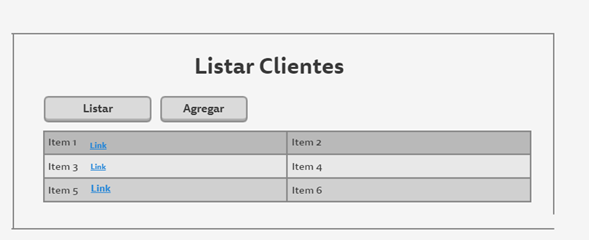 Listar Clientes
Listar Agregar
Item 1 Link Item 2
Item 3 Link Item 4
Item 5 Link Item 6